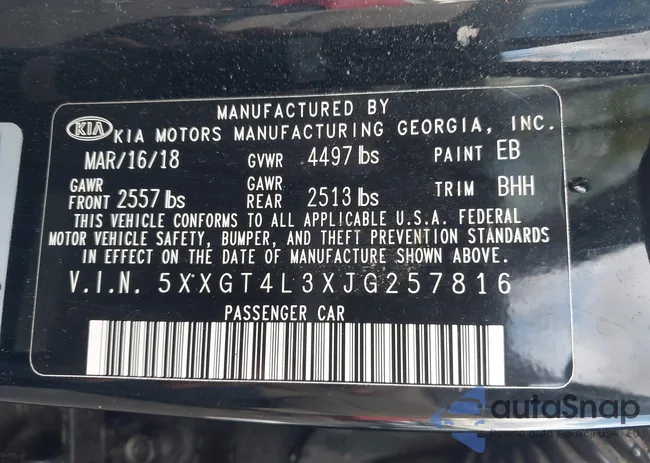 MANUFACTURED BY
KIA KIA MOTORS MANUFACTURING GEORGIA, INC.
MAR/16/18 GVWR 4497 lbs PAINT EB
GAWR FRONT 2557 lbs GAWR REAR 2513 lbs TRIM BHH
THIS VEHICLE CONFORMS TO ALL APPLICABLE U.S.A. FEDERAL
MOTOR VEHICLE SAFETY, BUMPER, AND THEFT PREVENTION STANDARDS
IN EFFECT ON THE DATE OF MANUFACTURE SHOWN ABOVE.
V.I.N. 5XXGT4L3XJG257816
PASSENGER CAR
autoSnap